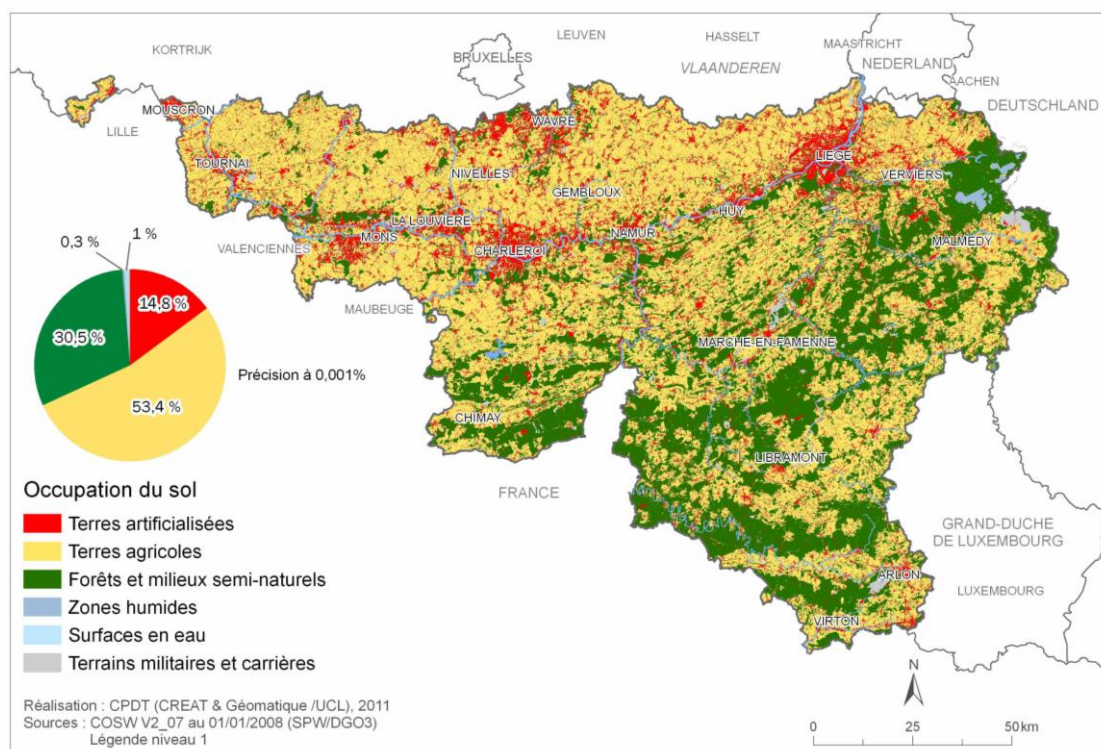 KORTRIJK
LEUVEN
HASSELT
MAASTRICHT
BRUXELLES
VLAANDEREN
NEDERLAND
AACHEN
DEUTSCHLAND
MOUSCRON
LILLE
WAVRE
TOURNAI
NIVELLES
LIEGE
VERVIERS
GEMBLOUX
HUY
LA LOUVIERE
MONS
NAMUR
MALMEDY
VALENCIENNES
CHARLEROI
MAUBEUGE
MARCHE-EN-FAMENNE
CHIMAY
LIBRAMONT
FRANCE
GRAND-DUCHE
DE LUXEMBOURG
ARLON
LUXEMBOURG
VIRTON
0,3 %
1 %
14,8 %
30,5 %
53,4 %
Précision à 0,001%
Occupation du sol
Terres artificialisées
Terres agricoles
Forêts et milieux semi-naturels
Zones humides
Surfaces en eau
Terrains militaires et carrières
Réalisation : CPDT (CREAT & Géomatique /UCL), 2011
Sources : COSW V2_07 au 01/01/2008 (SPW/DGO3)
Légende niveau 1
N
0 25 50 km